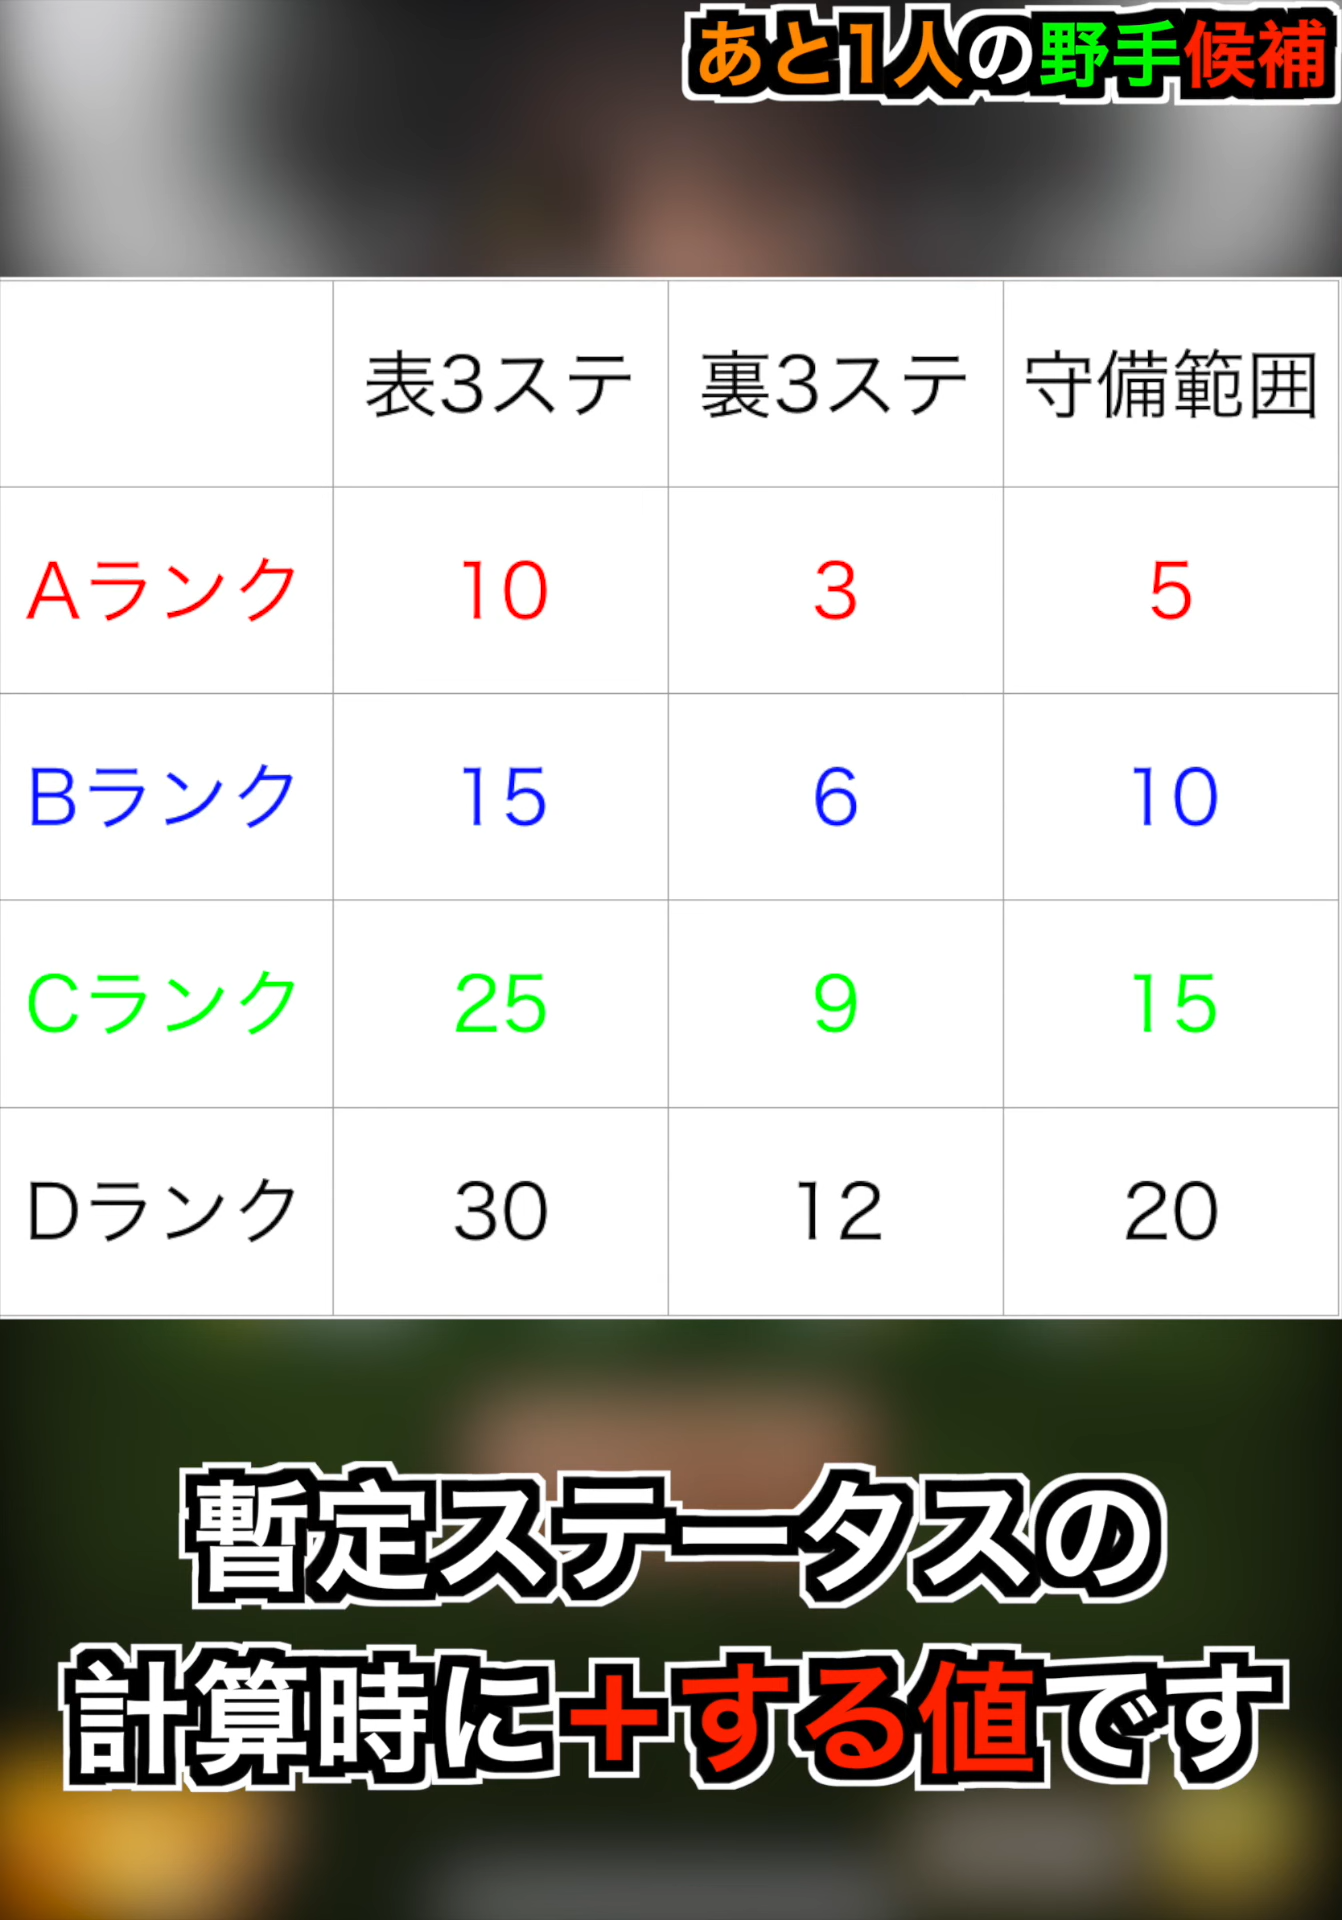 あと1人の野手候補
表3ステ 裏3ステ 守備範囲
Aランク 10 3 5
Bランク 15 6 10
Cランク 25 9 15
Dランク 30 12 20
暫定ステータスの
計算時に+する値です